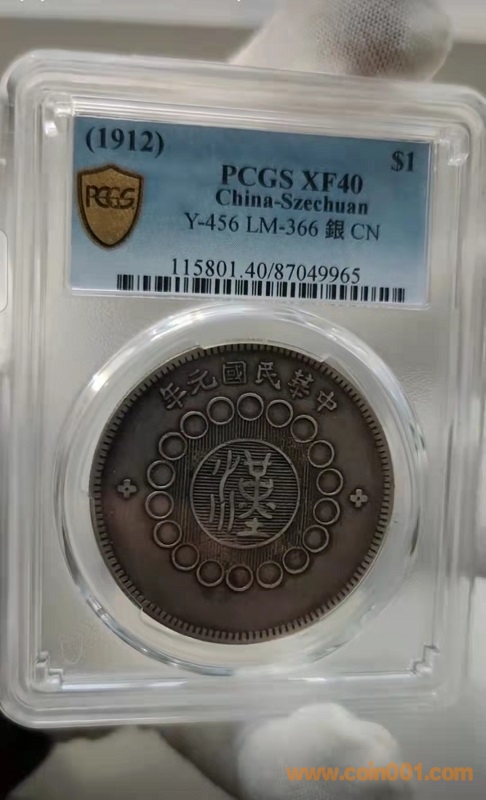 (1912)
$1
PCGS XF40
China-Szechuan
Y-456 LM-366 銀 CN
PCGS
115801.40/87049965
年元國民華中
漢
www.coin001.com